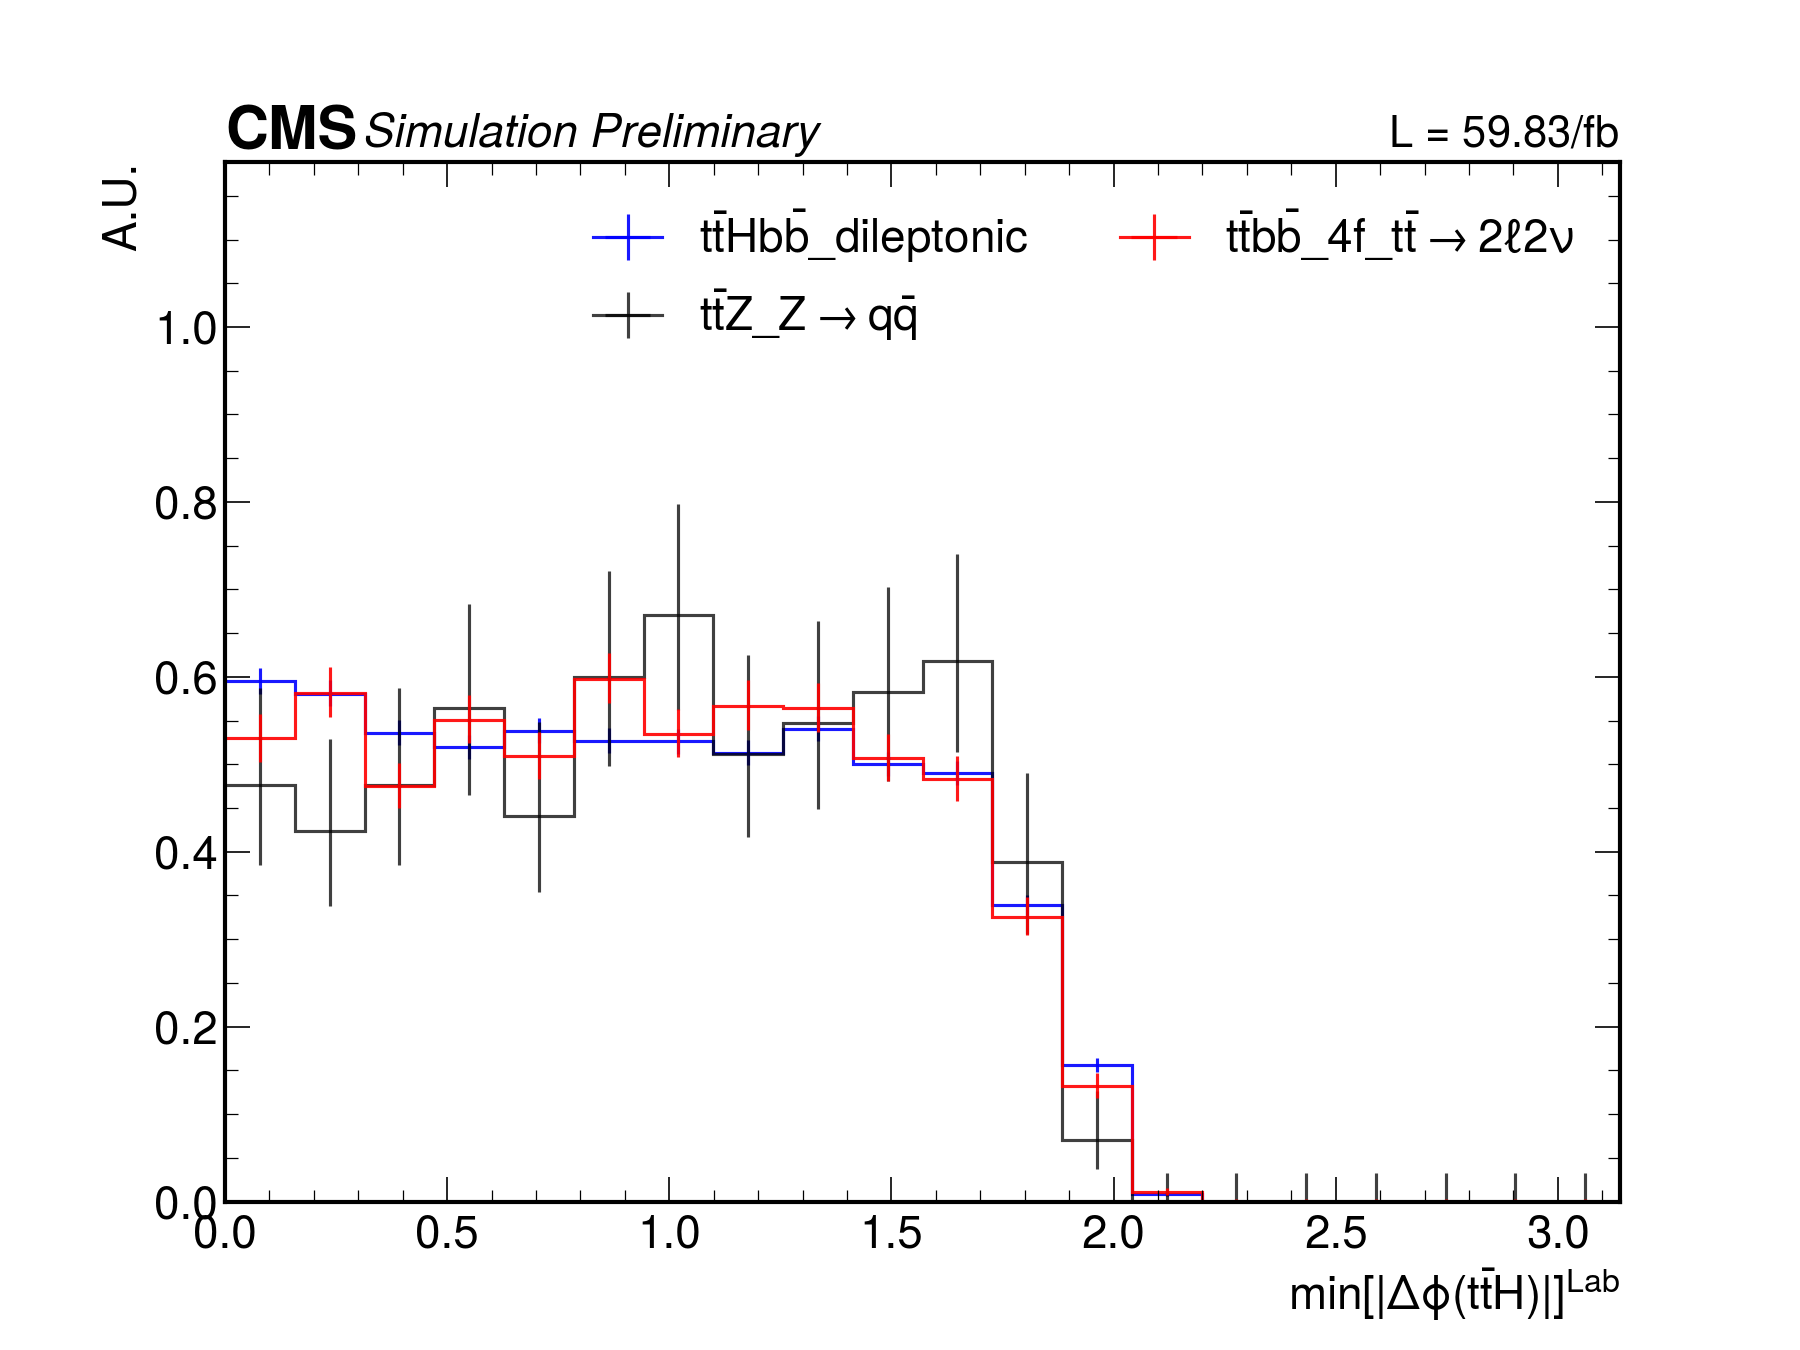 CMS Simulation Preliminary L = 59.83/fb
A.U.
tt̄Hbb̄_dileptonic tt̄bb̄_4f_tt̄ → 2ℓ2ν
tt̄Z_Z → qq̄
1.0
0.8
0.6
0.4
0.2
0.0
0.0 0.5 1.0 1.5 2.0 2.5 3.0
min[|Δϕ(tt̄H)|]ᴸᵃᵇ